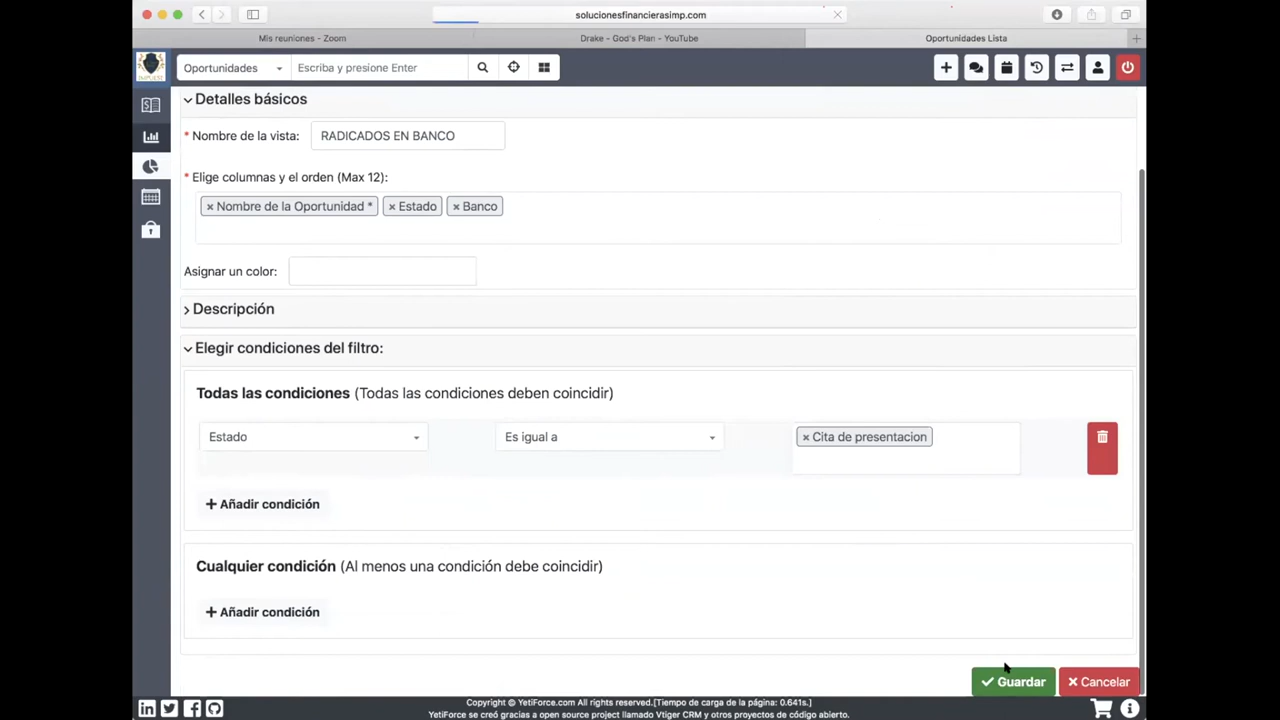 solucionesfinancierasimp.com
Mis reuniones - Zoom
Drake - God's Plan - YouTube
Oportunidades Lista
Oportunidades
Escriba y presione Enter
Detalles básicos
* Nombre de la vista: RADICADOS EN BANCO
* Elige columnas y el orden (Max 12):
× Nombre de la Oportunidad * × Estado × Banco
Asignar un color:
Descripción
Elegir condiciones del filtro:
Todas las condiciones (Todas las condiciones deben coincidir)
Estado Es igual a × Cita de presentacion
+ Añadir condición
Cualquier condición (Al menos una condición debe coincidir)
+ Añadir condición
Guardar Cancelar
Copyright © YetiForce.com All rights reserved.[Tiempo de carga de la página: 0.641s.]
YetiForce se creó gracias a open source project llamado Vtiger CRM y otros proyectos de código abierto.